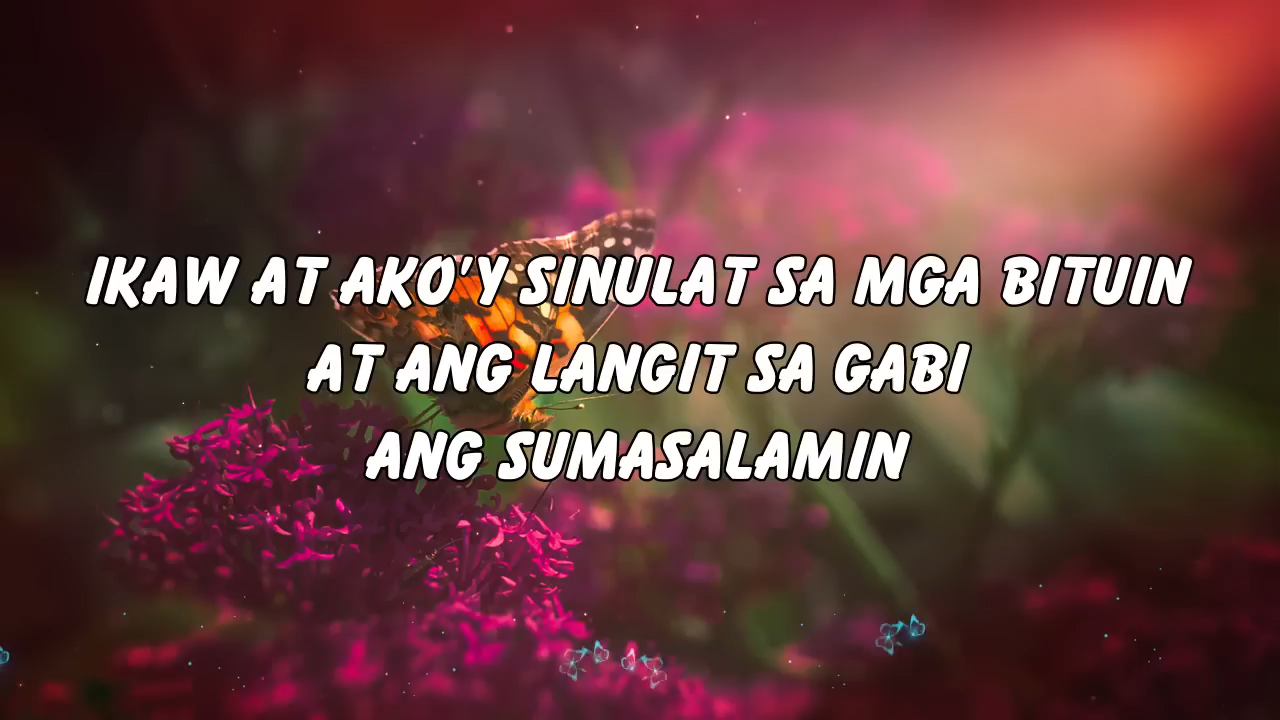 IKAW AT AKO'Y SINULAT SA MGA BITUIN
AT ANG LANGIT SA GABI
ANG SUMASALAMIN